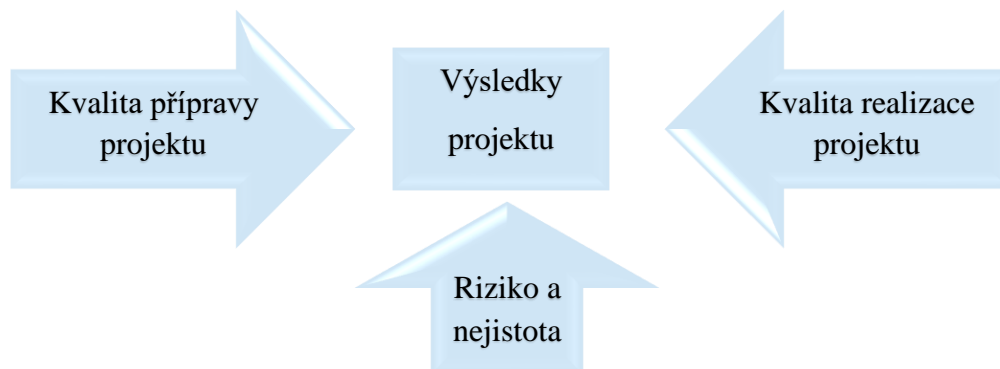 Kvalita přípravy
projektu
Výsledky
projektu
Kvalita realizace
projektu
Riziko a
nejistota